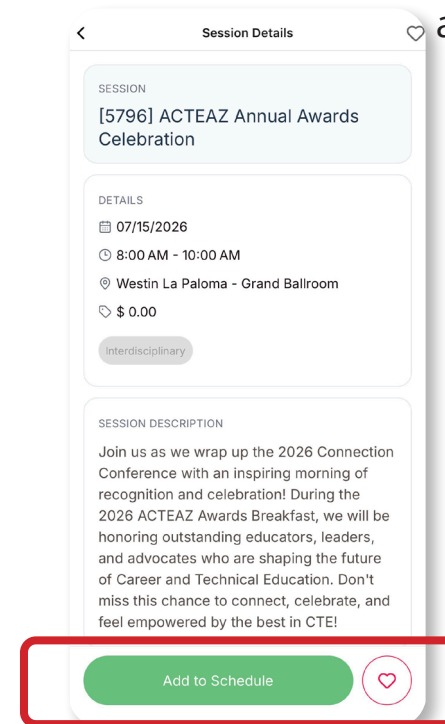 Session Details
SESSION
[5796] ACTEAZ Annual Awards
Celebration
DETAILS
07/15/2026
8:00 AM - 10:00 AM
Westin La Paloma - Grand Ballroom
$ 0.00
Interdisciplinary
SESSION DESCRIPTION
Join us as we wrap up the 2026 Connection
Conference with an inspiring morning of
recognition and celebration! During the
2026 ACTEAZ Awards Breakfast, we will be
honoring outstanding educators, leaders,
and advocates who are shaping the future
of Career and Technical Education. Don't
miss this chance to connect, celebrate, and
feel empowered by the best in CTE!
Add to Schedule